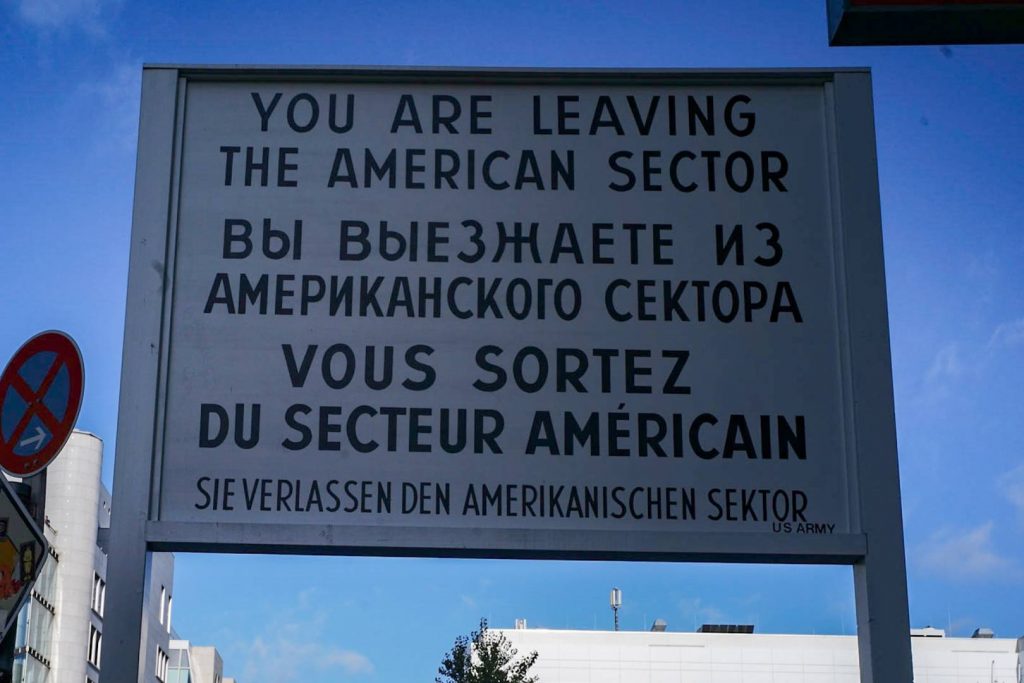 YOU ARE LEAVING
THE AMERICAN SECTOR
ВЫ ВЫЕЗЖАЕТЕ ИЗ
АМЕРИКАНСКОГО СЕКТОРА
VOUS SORTEZ
DU SECTEUR AMÉRICAIN
SIE VERLASSEN DEN AMERIKANISCHEN SEKTOR
US ARMY